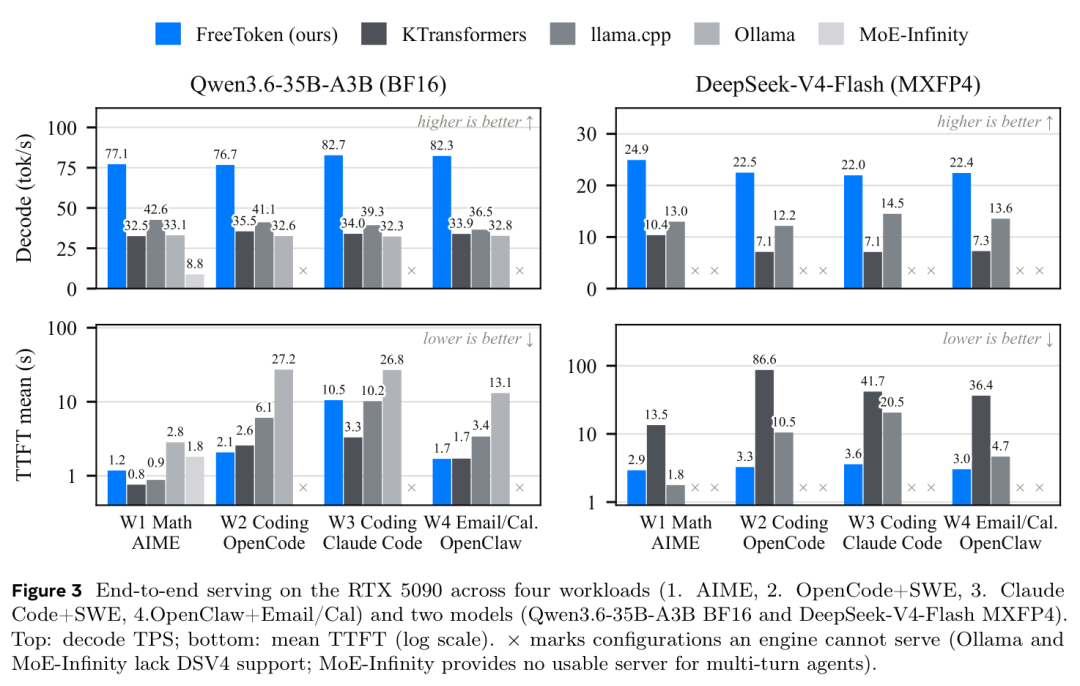 FreeToken (ours) KTransformers llama.cpp Ollama MoE-Infinity
Qwen3.6-35B-A3B (BF16)
Decode (tok/s)
higher is better ↑
100
75
50
25
0
77.1 32.5 42.6 33.1 8.8
76.7 35.5 41.1 32.6 ×
82.7 34.0 39.3 32.3 ×
82.3 33.9 36.5 32.8 ×
DeepSeek-V4-Flash (MXFP4)
higher is better ↑
30
20
10
0
24.9 10.4 13.0 × ×
22.5 7.1 12.2 × ×
22.0 7.1 14.5 × ×
22.4 7.3 13.6 × ×
TTFT mean (s)
lower is better ↓
100
10
1
1.2 0.8 0.9 2.8 1.8
2.1 2.6 6.1 27.2 ×
10.5 3.3 10.2 26.8 ×
1.7 1.7 3.4 13.1 ×
W1 Math W2 Coding W3 Coding W4 Email/Cal.
AIME OpenCode Claude Code OpenClaw
lower is better ↓
100
10
1
2.9 13.5 1.8 × ×
3.3 86.6 10.5 × ×
3.6 41.7 20.5 × ×
3.0 36.4 4.7 × ×
W1 Math W2 Coding W3 Coding W4 Email/Cal.
AIME OpenCode Claude Code OpenClaw
Figure 3 End-to-end serving on the RTX 5090 across four workloads (1. AIME, 2. OpenCode+SWE, 3. Claude
Code+SWE, 4.OpenClaw+Email/Cal) and two models (Qwen3.6-35B-A3B BF16 and DeepSeek-V4-Flash MXFP4).
Top: decode TPS; bottom: mean TTFT (log scale). × marks configurations an engine cannot serve (Ollama and
MoE-Infinity lack DSV4 support; MoE-Infinity provides no usable server for multi-turn agents).